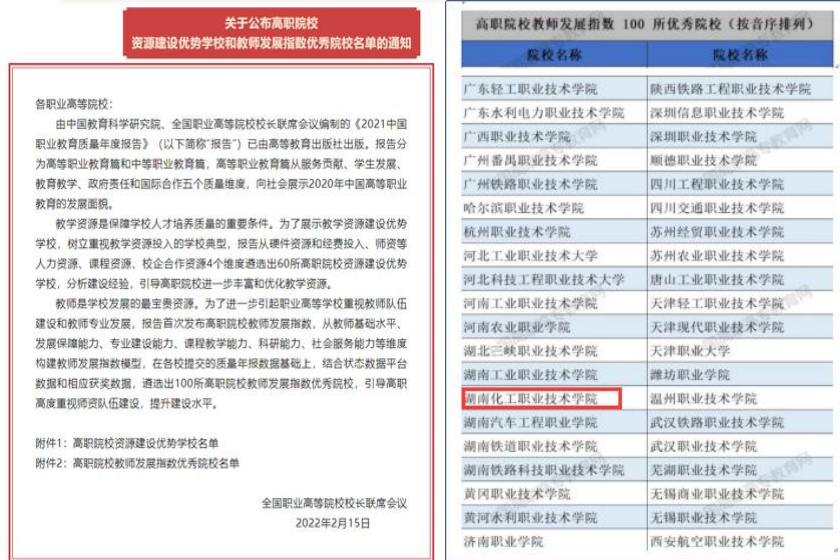 关于公布高职院校
资源建设优势学校和教师发展指数优秀院校名单的通知
各职业高等院校：
由中国教育科学研究院、全国职业高等院校校长联席会议编制的《2021中国
职业教育质量年度报告》（以下简称“报告”）已由高等教育出版社出版。报告分
为高等职业教育篇和中等职业教育篇，高等职业教育篇从服务贡献、学生发展、
教育教学、政府责任和国际合作五个质量维度，向社会展示2020年中国高等职业
教育的发展面貌。
教学资源是保障学校人才培养质量的重要条件。为了展示教学资源建设优势
学校，树立重视教学资源投入的学校典型，报告从硬件资源和经费投入、师资等
人力资源、课程资源、校企合作资源4个维度遴选出60所高职院校资源建设优势
学校，分析建设经验，引导高职院校进一步丰富和优化教学资源。
教师是学校发展的最宝贵资源。为了进一步引起职业高等学校重视教师队伍
建设和教师专业发展，报告首次发布高职院校教师发展指数，从教师基础水平、
发展保障能力、专业建设能力、课程教学能力、科研能力、社会服务能力等维度
构建教师发展指数模型，在各校提交的质量年报数据基础上，结合状态数据平台
数据和相应获奖数据，遴选出100所高职院校教师发展指数优秀院校，引导高职
高度重视师资队伍建设，提升建设水平。
附件1：高职院校资源建设优势学校名单
附件2：高职院校教师发展指数优秀院校名单
全国职业高等院校校长联席会议
2022年2月15日
高职院校教师发展指数 100 所优秀院校（按音序排列）
院校名称 院校名称
广东轻工职业技术学院 陕西铁路工程职业技术学院
广东水利电力职业技术学院 深圳信息职业技术学院
广西职业技术学院 深圳职业技术学院
广州番禺职业技术学院 顺德职业技术学院
广州铁路职业技术学院 四川工程职业技术学院
哈尔滨职业技术学院 四川交通职业技术学院
杭州职业技术学院 苏州经贸职业技术学院
河北工业职业技术大学 苏州农业职业技术学院
河北科技工程职业技术大学 唐山工业职业技术学院
河南工业职业技术学院 天津轻工职业技术学院
河南农业职业学院 天津现代职业技术学院
湖北三峡职业技术学院 天津职业大学
湖南工业职业技术学院 潍坊职业学院
湖南化工职业技术学院 温州职业技术学院
湖南汽车工程职业学院 武汉铁路职业技术学院
湖南铁道职业技术学院 武汉职业技术学院
湖南铁路科技职业技术学院 芜湖职业技术学院
黄冈职业技术学院 无锡商业职业技术学院
黄河水利职业技术学院 无锡职业技术学院
济南职业学院 西安航空职业技术学院